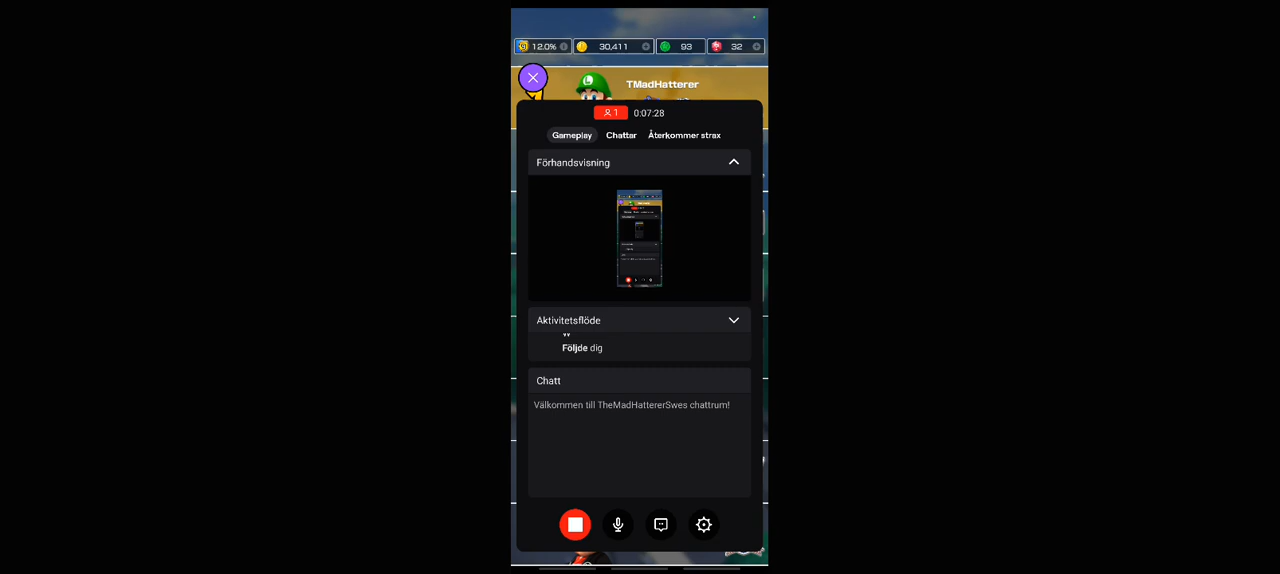 12.0%
30,411
93
32
TMadHatterer
1 0:07:28
Gameplay Chattar Återkommer strax
Förhandsvisning
Aktivitetsflöde
Följde dig
Chatt
Välkommen till TheMadHattererSwes chattrum!